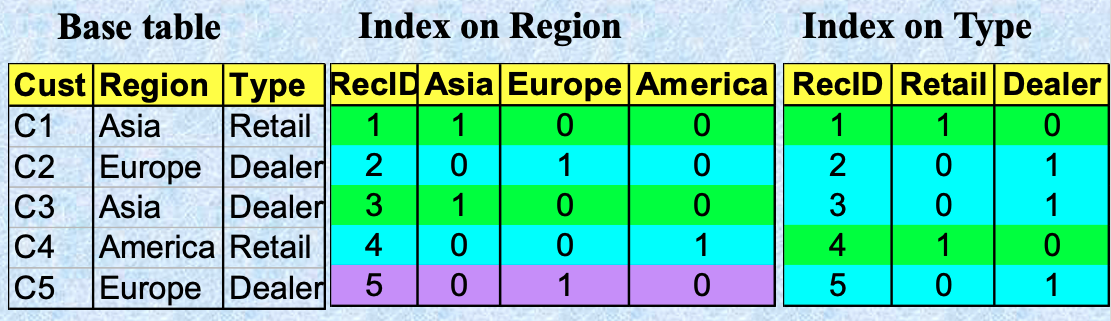 Base table Index on Region Index on Type
Cust Region Type RecID Asia Europe America RecID Retail Dealer
C1 Asia Retail 1 1 0 0 1 1 0
C2 Europe Dealer 2 0 1 0 2 0 1
C3 Asia Dealer 3 1 0 0 3 0 1
C4 America Retail 4 0 0 1 4 1 0
C5 Europe Dealer 5 0 1 0 5 0 1